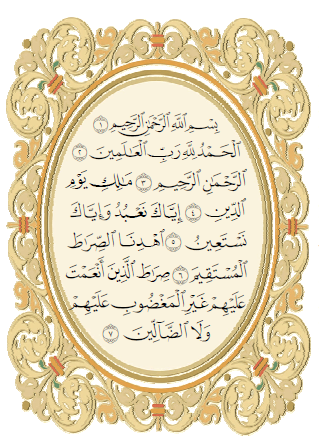 بِسْمِ ٱللَّهِ ٱلرَّحْمَٰنِ ٱلرَّحِيمِ ١
ٱلْحَمْدُ لِلَّهِ رَبِّ ٱلْعَٰلَمِينَ ٢
ٱلرَّحْمَٰنِ ٱلرَّحِيمِ ٣ مَٰلِكِ يَوْمِ
ٱلدِّينِ ٤ إِيَّاكَ نَعْبُدُ وَإِيَّاكَ
نَسْتَعِينُ ٥ ٱهْدِنَا ٱلصِّرَٰطَ
ٱلْمُسْتَقِيمَ ٦ صِرَٰطَ ٱلَّذِينَ أَنْعَمْتَ
عَلَيْهِمْ غَيْرِ ٱلْمَغْضُوبِ عَلَيْهِمْ
وَلَا ٱلضَّآلِّينَ ٧